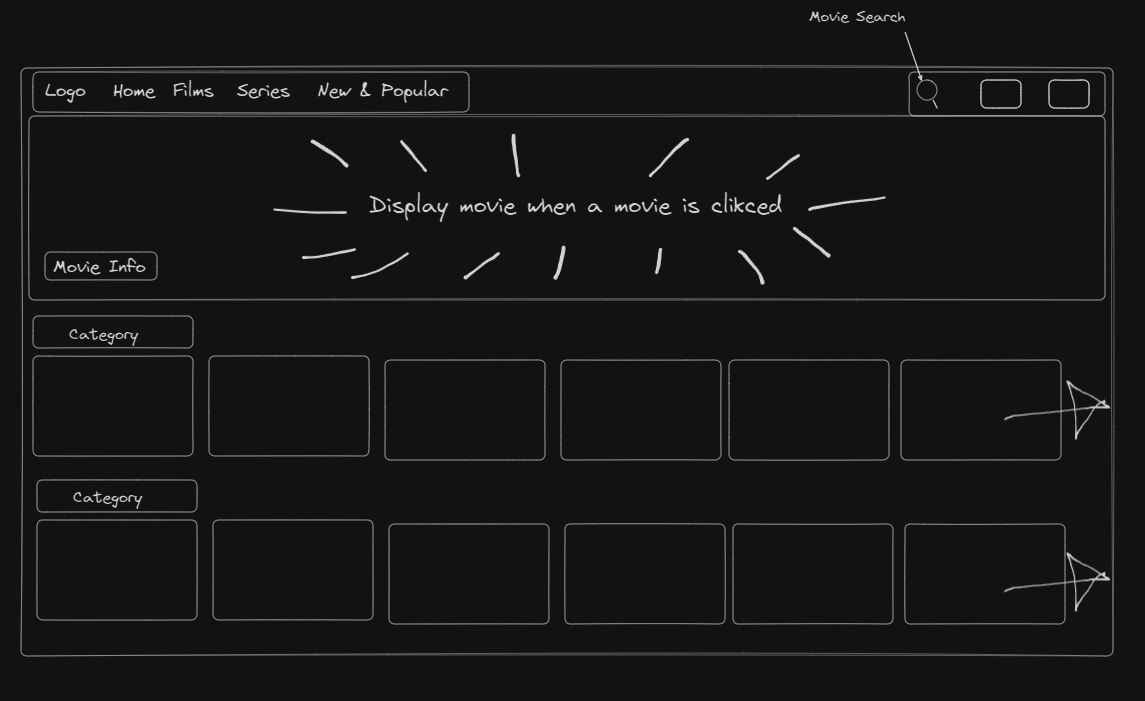 Movie Search
Logo Home Films Series New & Popular
Display movie when a movie is clikced
Movie Info
Category
Category